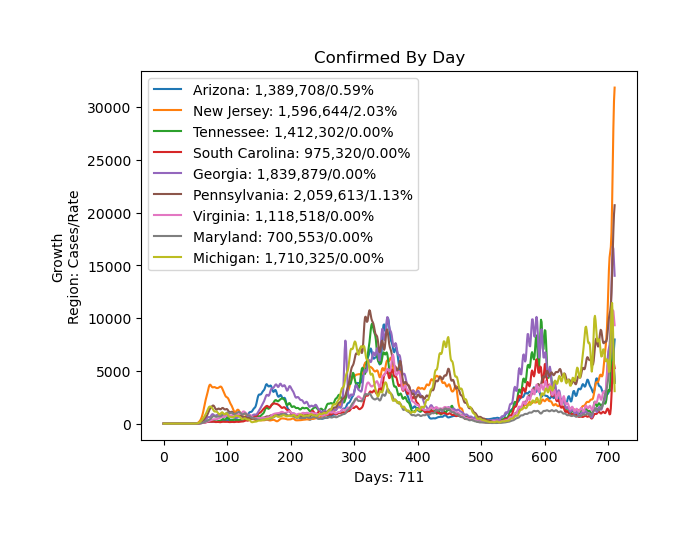 Confirmed By Day
Growth
Region: Cases/Rate
30000
25000
20000
15000
10000
5000
0
Arizona: 1,389,708/0.59%
New Jersey: 1,596,644/2.03%
Tennessee: 1,412,302/0.00%
South Carolina: 975,320/0.00%
Georgia: 1,839,879/0.00%
Pennsylvania: 2,059,613/1.13%
Virginia: 1,118,518/0.00%
Maryland: 700,553/0.00%
Michigan: 1,710,325/0.00%
0 100 200 300 400 500 600 700
Days: 711